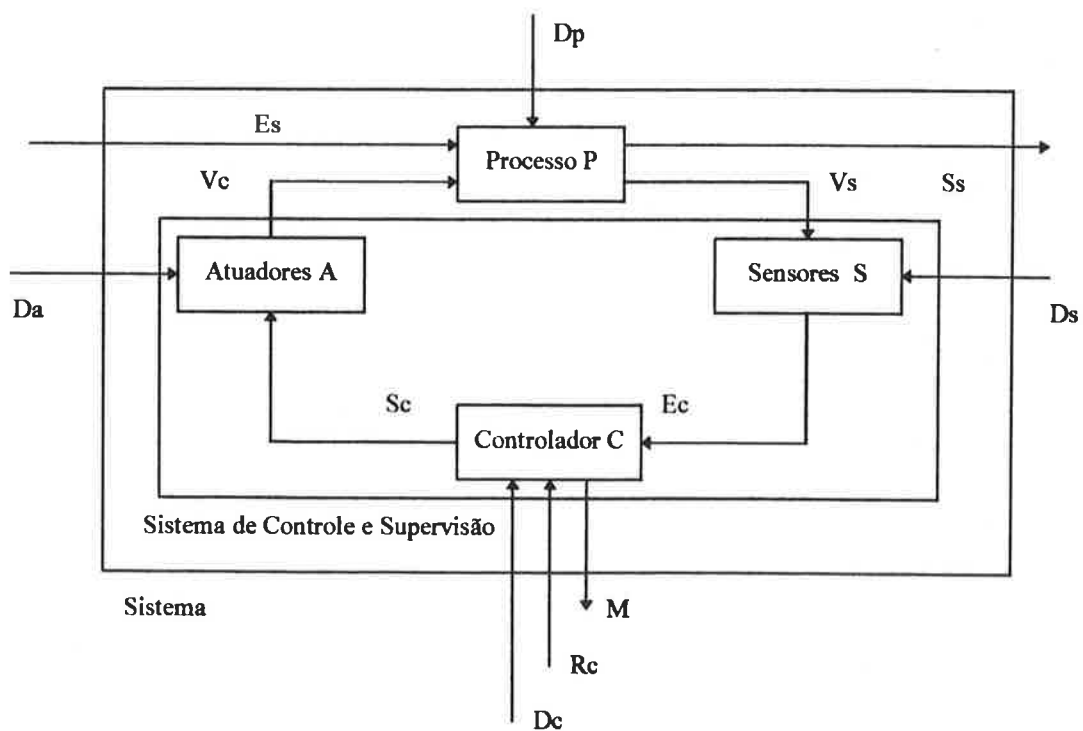 Dp
Es
Processo P
Vc
Vs
Ss
Atuadores A
Sensores S
Da
Ds
Sc
Ec
Controlador C
Sistema de Controle e Supervisão
Sistema
M
Rc
Dc